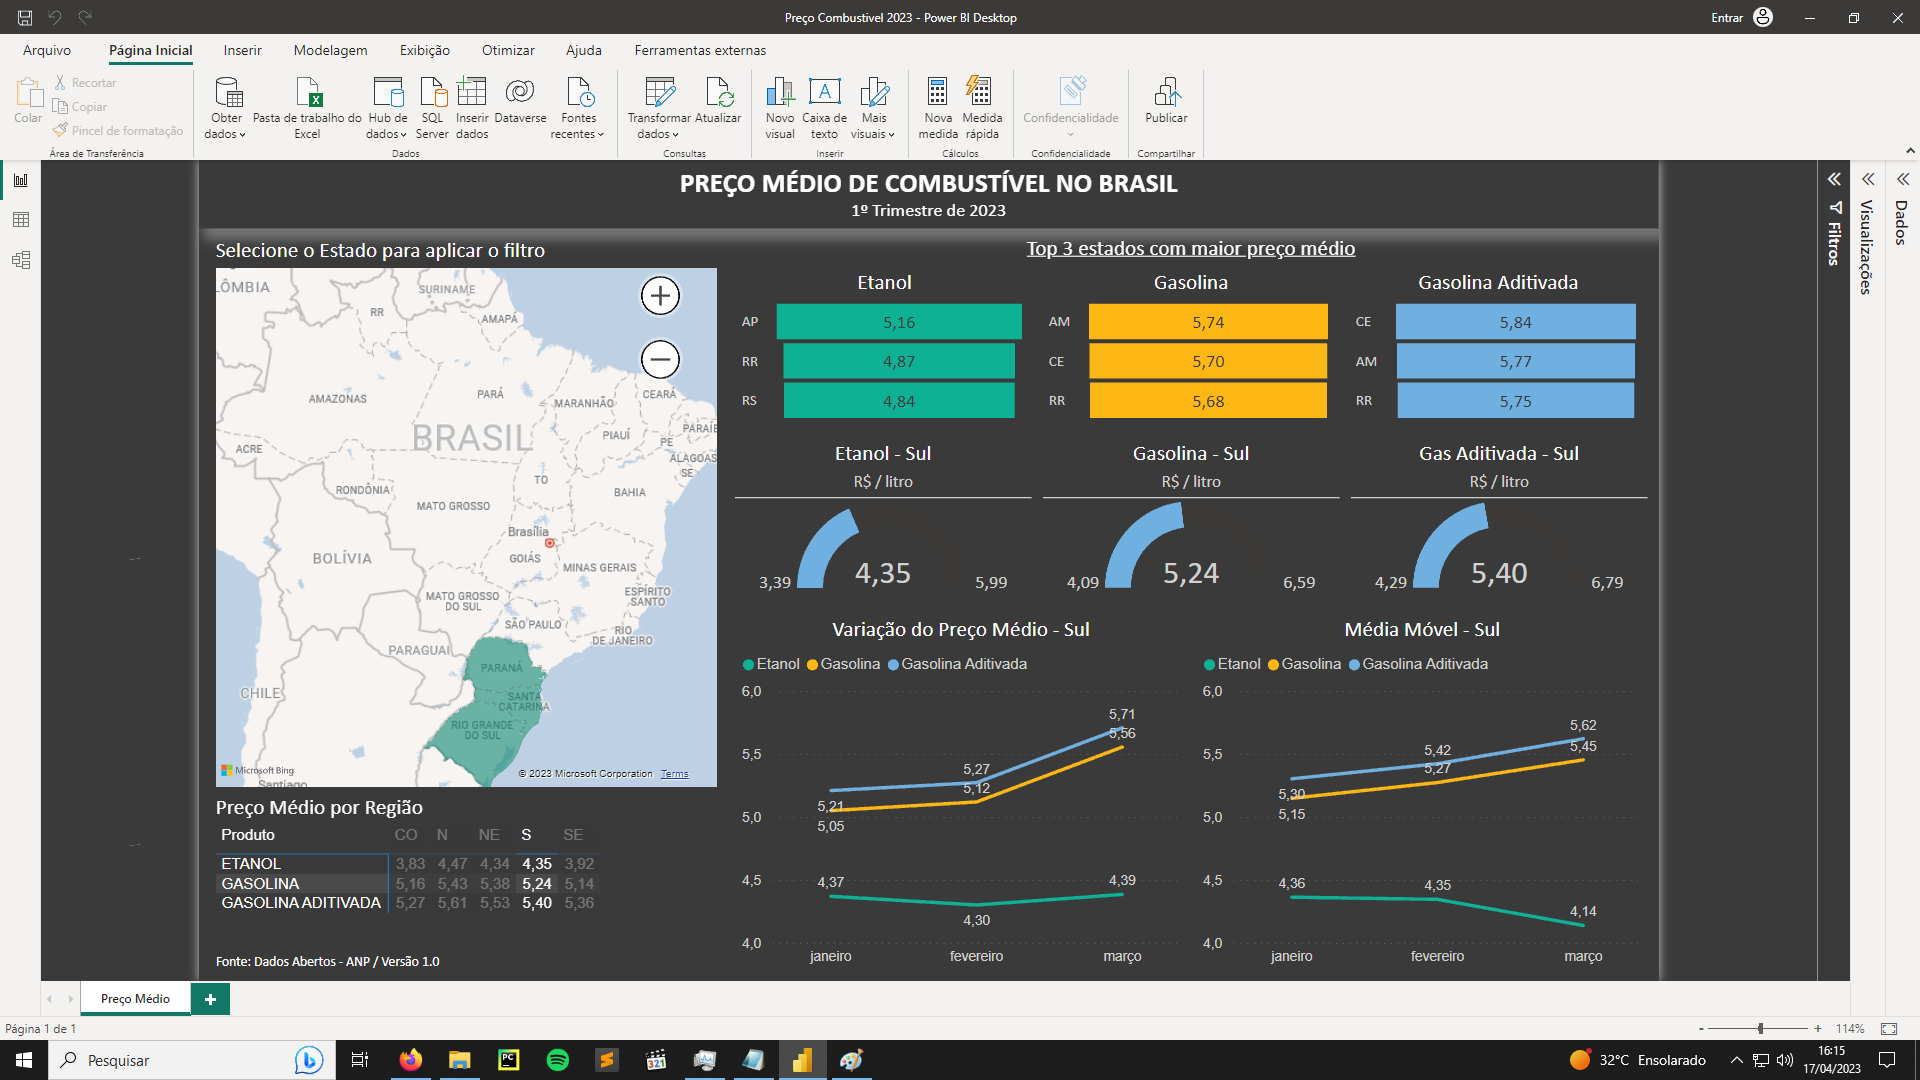 Preço Combustivel 2023 - Power BI Desktop
Entrar
Arquivo
Página Inicial
Inserir
Modelagem
Exibição
Otimizar
Ajuda
Ferramentas externas
Colar
Recortar
Copiar
Pincel de formatação
Área de Transferência
Obter dados
Pasta de trabalho do Excel
Hub de dados
SQL Server
Inserir dados
Dataverse
Fontes recentes
Dados
Transformar dados
Atualizar
Consultas
Novo visual
Caixa de texto
Mais visuais
Inserir
Nova medida
Medida rápida
Cálculos
Confidencialidade
Confidencialidade
Publicar
Compartilhar
PREÇO MÉDIO DE COMBUSTÍVEL NO BRASIL
1º Trimestre de 2023
Filtros
Visualizações
Dados
Selecione o Estado para aplicar o filtro
LÔMBIA
SURINAME
RR
AMAPÁ
AMAZONAS
PARÁ
MARANHÃO
CEARÁ
BRASIL
PIAUÍ
PARAÍB
PE
ACRE
ALAGOAS
SE
RONDÔNIA
TO
BAHIA
MATO GROSSO
Brasília
BOLÍVIA
GOIÁS
MINAS GERAIS
MATO GROSSO DO SUL
ESPÍRITO SANTO
SÃO PAULO
RIO DE JANEIRO
PARAGUAI
PARANÁ
CHILE
SANTA CATARINA
RIO GRANDE DO SUL
Microsoft Bing
Santiago
© 2023 Microsoft Corporation Terms
Preço Médio por Região
Produto CO N NE S SE
ETANOL 3,83 4,47 4,34 4,35 3,92
GASOLINA 5,16 5,43 5,38 5,24 5,14
GASOLINA ADITIVADA 5,27 5,61 5,53 5,40 5,36
Fonte: Dados Abertos - ANP / Versão 1.0
Top 3 estados com maior preço médio
Etanol
AP 5,16
RR 4,87
RS 4,84
Gasolina
AM 5,74
CE 5,70
RR 5,68
Gasolina Aditivada
CE 5,84
AM 5,77
RR 5,75
Etanol - Sul
R$ / litro
3,39 4,35 5,99
Gasolina - Sul
R$ / litro
4,09 5,24 6,59
Gas Aditivada - Sul
R$ / litro
4,29 5,40 6,79
Variação do Preço Médio - Sul
Etanol Gasolina Gasolina Aditivada
6,0
5,71
5,56
5,5
5,27
5,12
5,21
5,0
5,05
4,5
4,37
4,39
4,30
4,0
janeiro fevereiro março
Média Móvel - Sul
Etanol Gasolina Gasolina Aditivada
6,0
5,62
5,45
5,5
5,42
5,27
5,30
5,0
5,15
4,5
4,36
4,35
4,14
4,0
janeiro fevereiro março
Preço Médio
Página 1 de 1
114%
Pesquisar
PC
321
32°C Ensolarado
16:15
17/04/2023